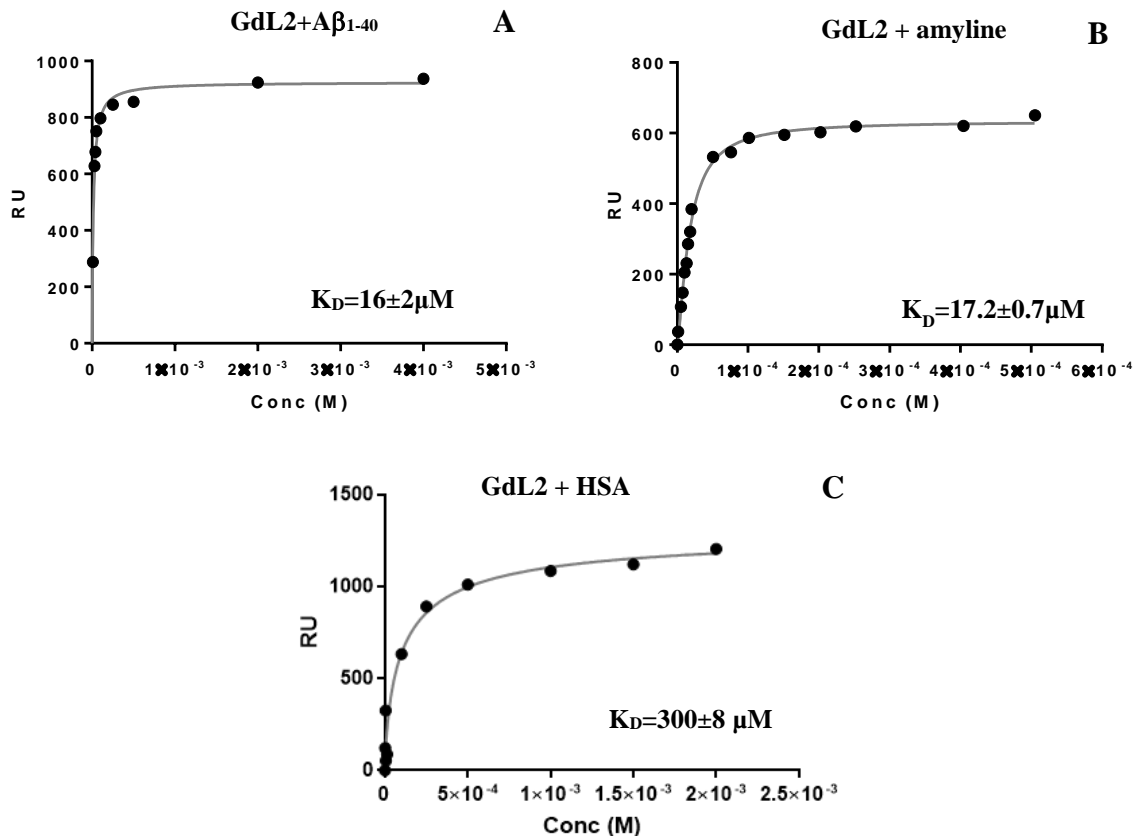 GdL2+Aβ1-40
A
1000
800
600
400
200
0
RU
KD=16±2μM
0 1×10-3 2×10-3 3×10-3 4×10-3 5×10-3
Conc (M)
GdL2 + amyline
B
800
600
400
200
0
RU
KD=17.2±0.7μM
0 1×10-4 2×10-4 3×10-4 4×10-4 5×10-4 6×10-4
Conc (M)
GdL2 + HSA
C
1500
1000
500
0
RU
KD=300±8 μM
0 5×10-4 1×10-3 1.5×10-3 2×10-3 2.5×10-3
Conc (M)